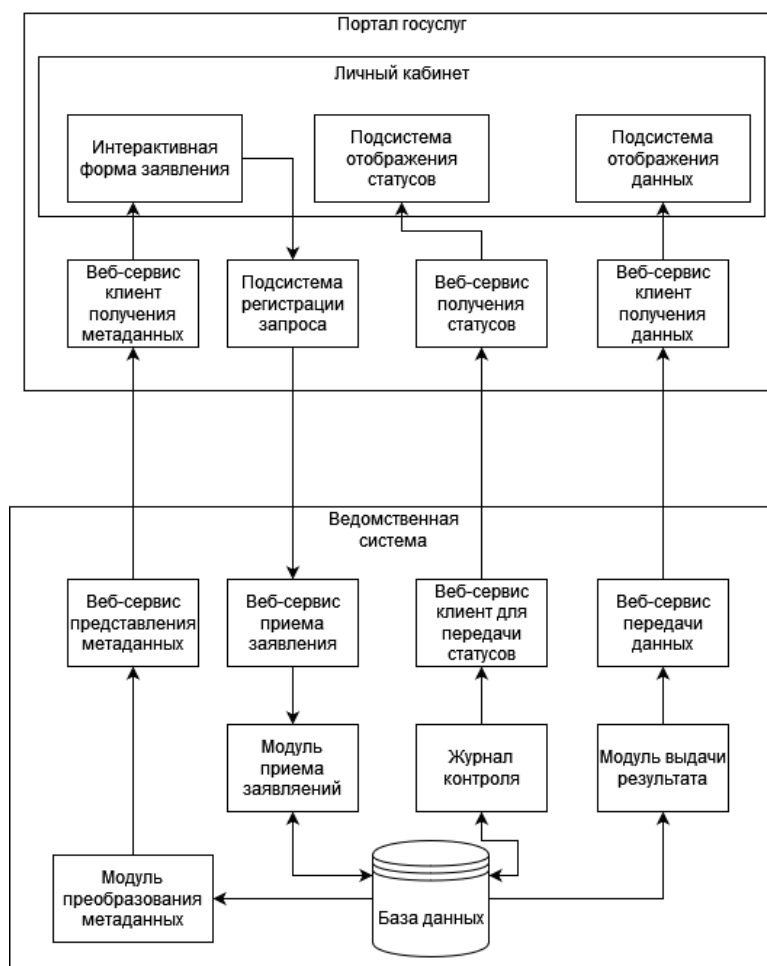 Портал госуслуг
Личный кабинет
Интерактивная
форма заявления
Подсистема
отображения
статусов
Подсистема
отображения
данных
Веб-сервис
клиент
получения
метаданных
Подсистема
регистрации
запроса
Веб-сервис
получения
статусов
Веб-сервис
клиент
получения
данных
Ведомственная
система
Веб-сервис
представления
метаданных
Веб-сервис
приема
заявления
Веб-сервис
клиент для
передачи
статусов
Веб-сервис
передачи
данных
Модуль
приема
заявляений
Журнал
контроля
Модуль выдачи
результата
Модуль
преобразования
метаданных
База данных